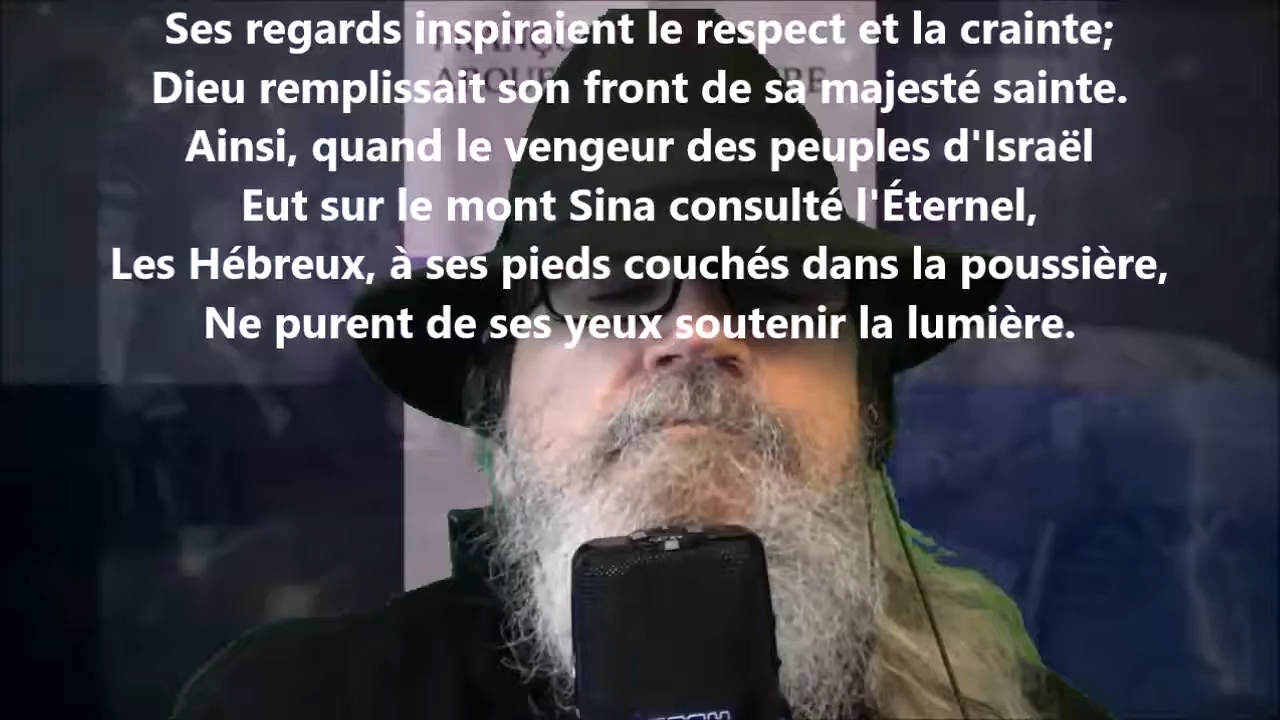 Ses regards inspiraient le respect et la crainte;
Dieu remplissait son front de sa majesté sainte.
Ainsi, quand le vengeur des peuples d'Israël
Eut sur le mont Sina consulté l'Éternel,
Les Hébreux, à ses pieds couchés dans la poussière,
Ne purent de ses yeux soutenir la lumière.